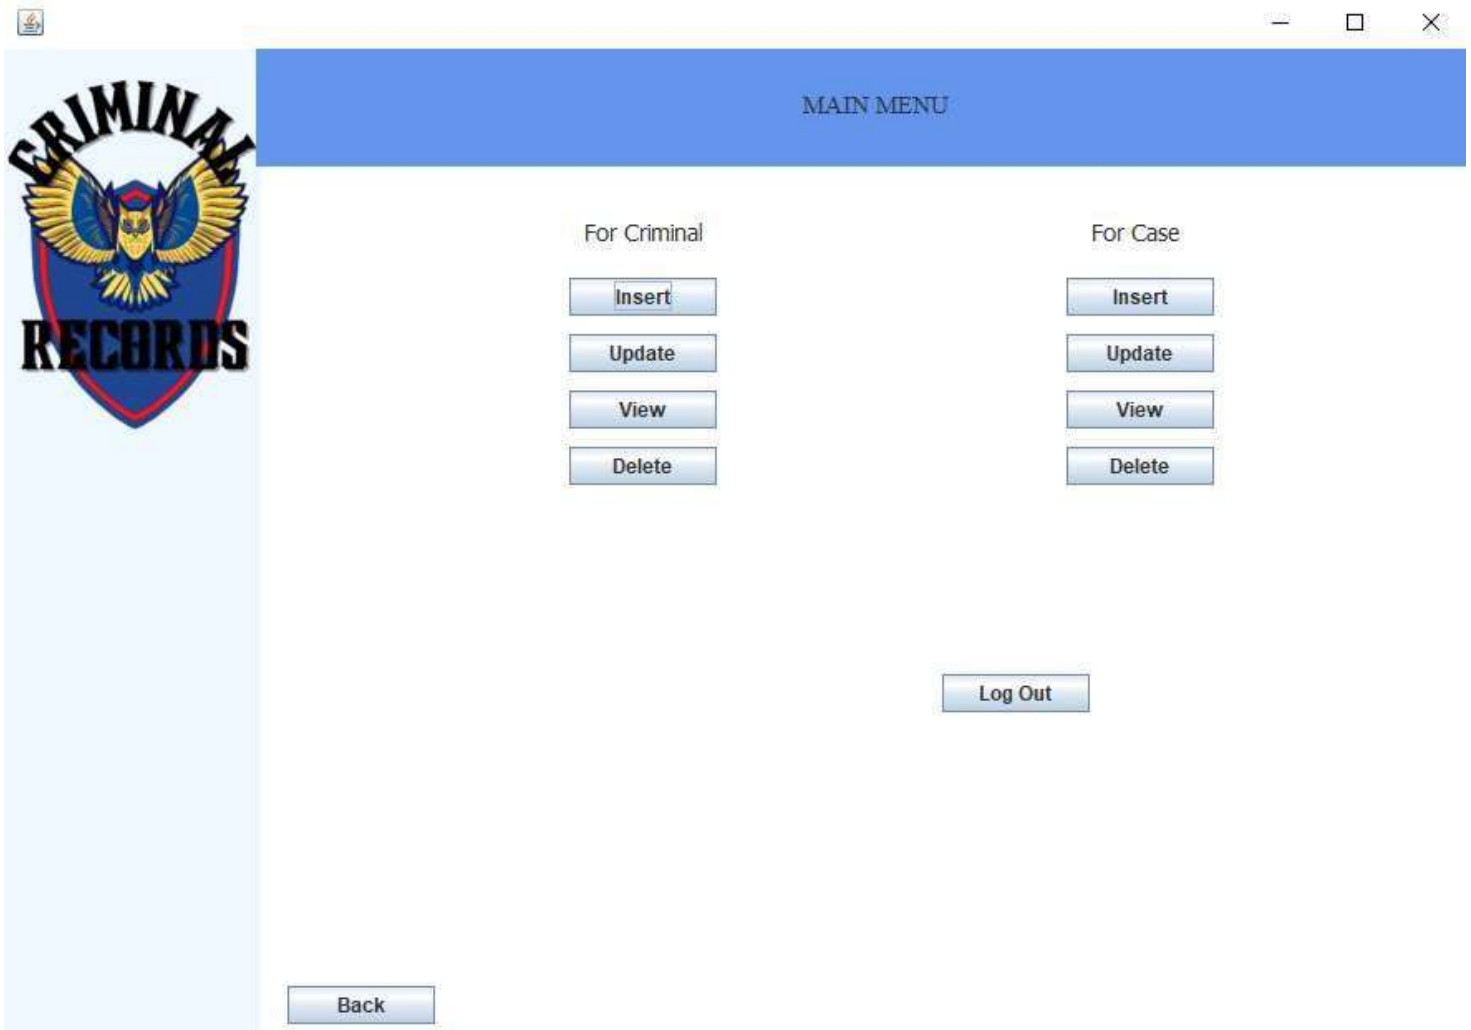 CRIMINAL
RECORDS
MAIN MENU
For Criminal
Insert
Update
View
Delete
For Case
Insert
Update
View
Delete
Log Out
Back